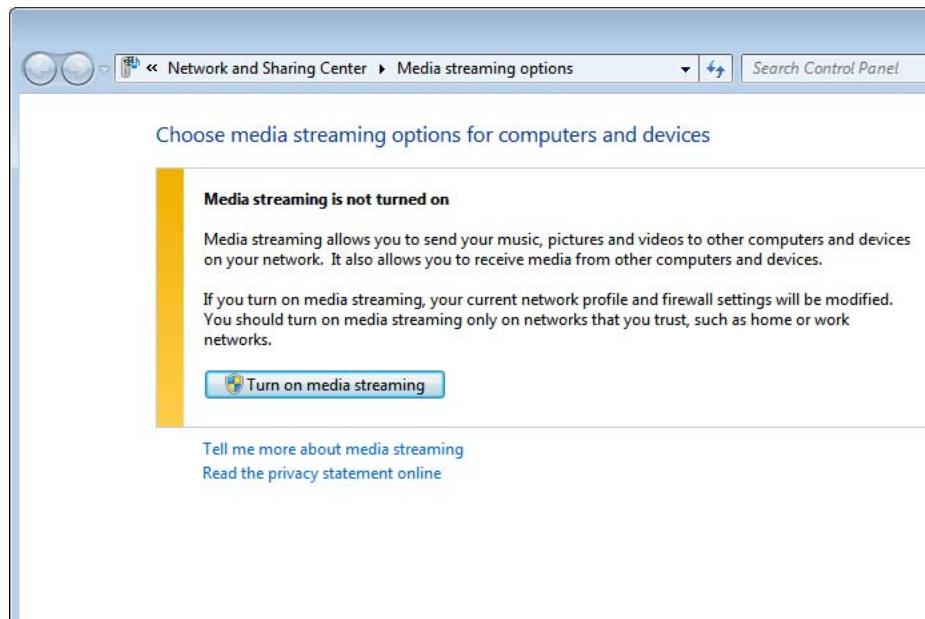 « Network and Sharing Center ▸ Media streaming options
Search Control Panel
Choose media streaming options for computers and devices
Media streaming is not turned on
Media streaming allows you to send your music, pictures and videos to other computers and devices
on your network.  It also allows you to receive media from other computers and devices.
If you turn on media streaming, your current network profile and firewall settings will be modified.
You should turn on media streaming only on networks that you trust, such as home or work
networks.
Turn on media streaming
Tell me more about media streaming
Read the privacy statement online